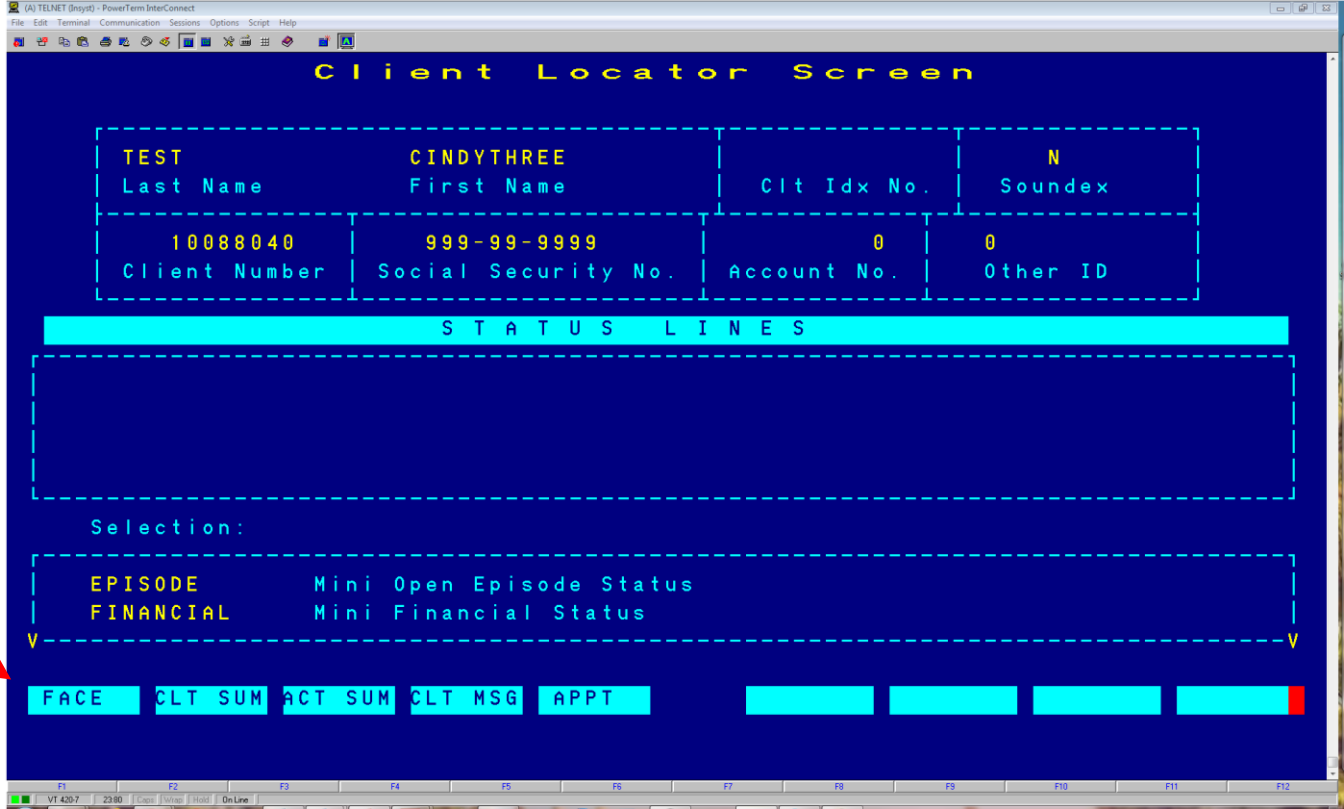 (A) TELNET (Insyst) - PowerTerm InterConnect
File Edit Terminal Communication Sessions Options Script Help
Client Locator Screen
TEST CINDYTHREE N
Last Name First Name Clt Idx No. Soundex
10088040 999-99-9999 0 0
Client Number Social Security No. Account No. Other ID
STATUS LINES
Selection:
EPISODE Mini Open Episode Status
FINANCIAL Mini Financial Status
V V
FACE CLT SUM ACT SUM CLT MSG APPT
F1 F2 F3 F4 F5 F6 F7 F8 F9 F10 F11 F12
VT 420-7 23:80 Caps Wrap Hold On Line